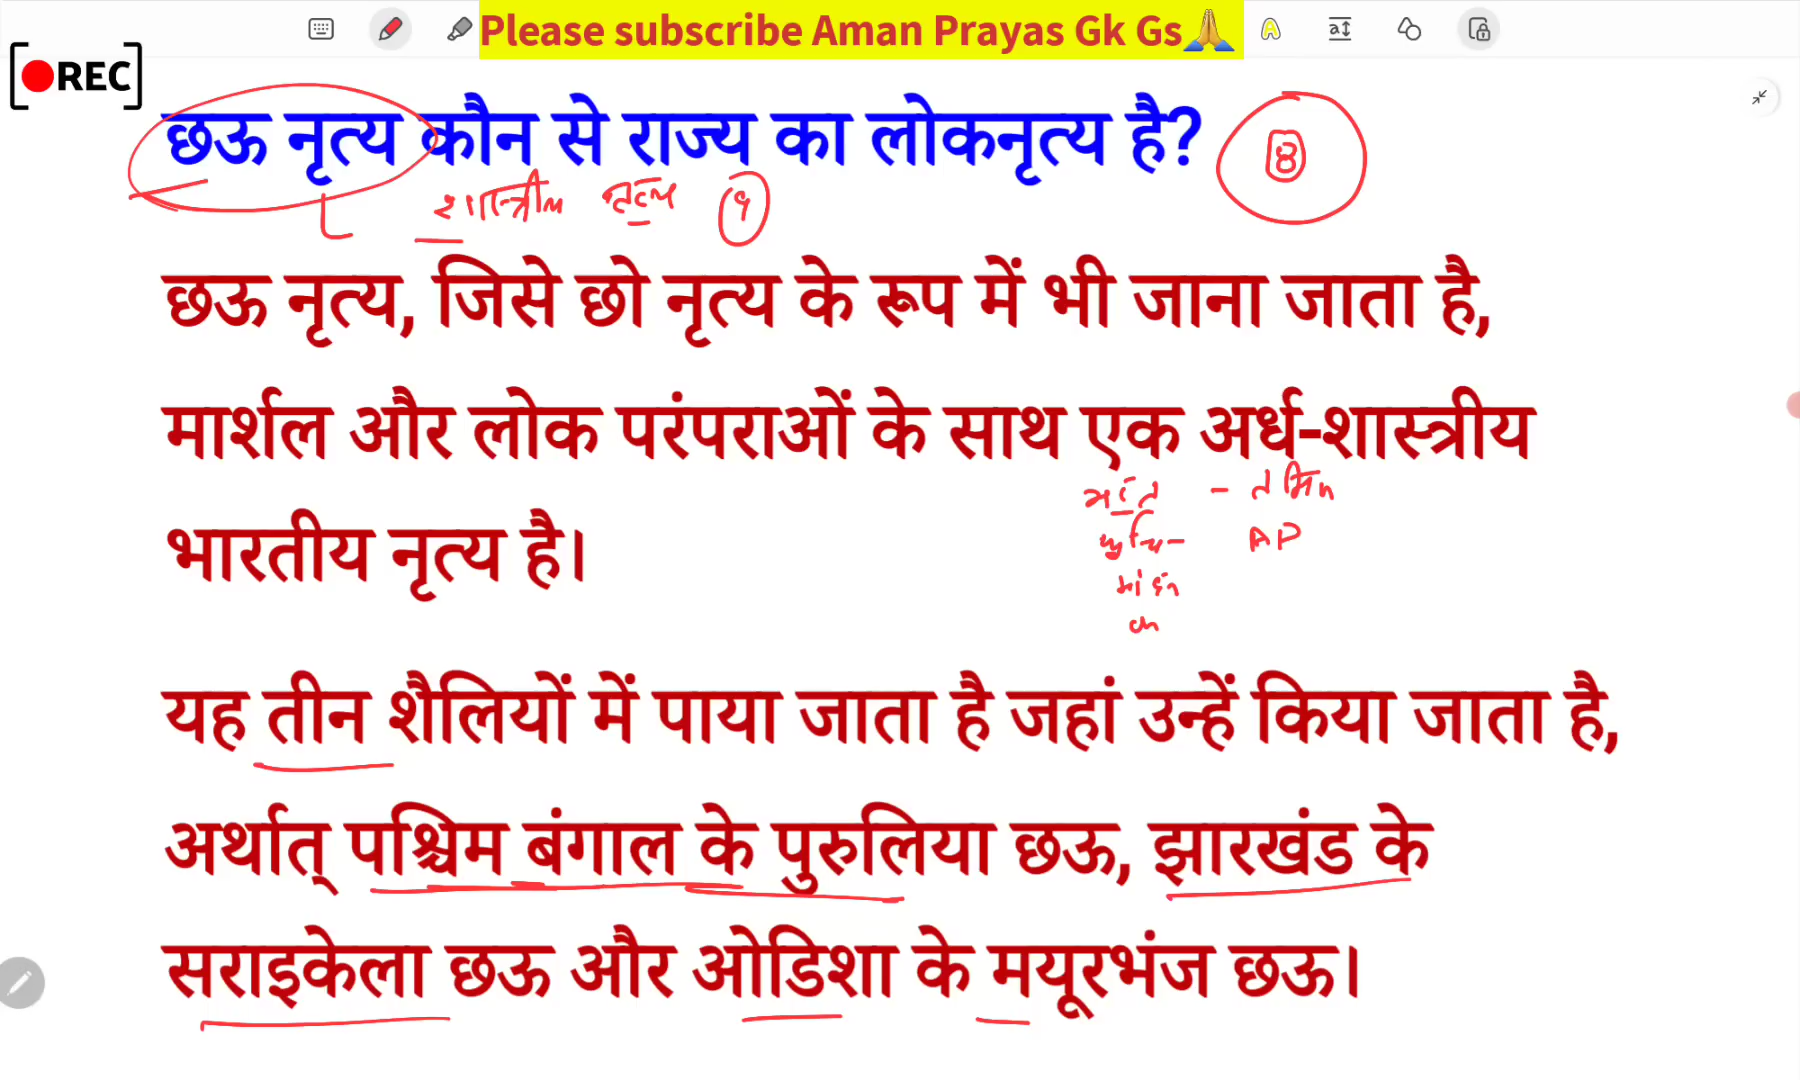 Please subscribe Aman Prayas Gk Gs🙏
REC
छऊ नृत्य कौन से राज्य का लोकनृत्य है?
8
शास्त्रीय नृत्य 9
छऊ नृत्य, जिसे छो नृत्य के रूप में भी जाना जाता है,
मार्शल और लोक परंपराओं के साथ एक अर्ध-शास्त्रीय
AP
भारतीय नृत्य है।
यह तीन शैलियों में पाया जाता है जहां उन्हें किया जाता है,
अर्थात् पश्चिम बंगाल के पुरुलिया छऊ, झारखंड के
सराइकेला छऊ और ओडिशा के मयूरभंज छऊ।